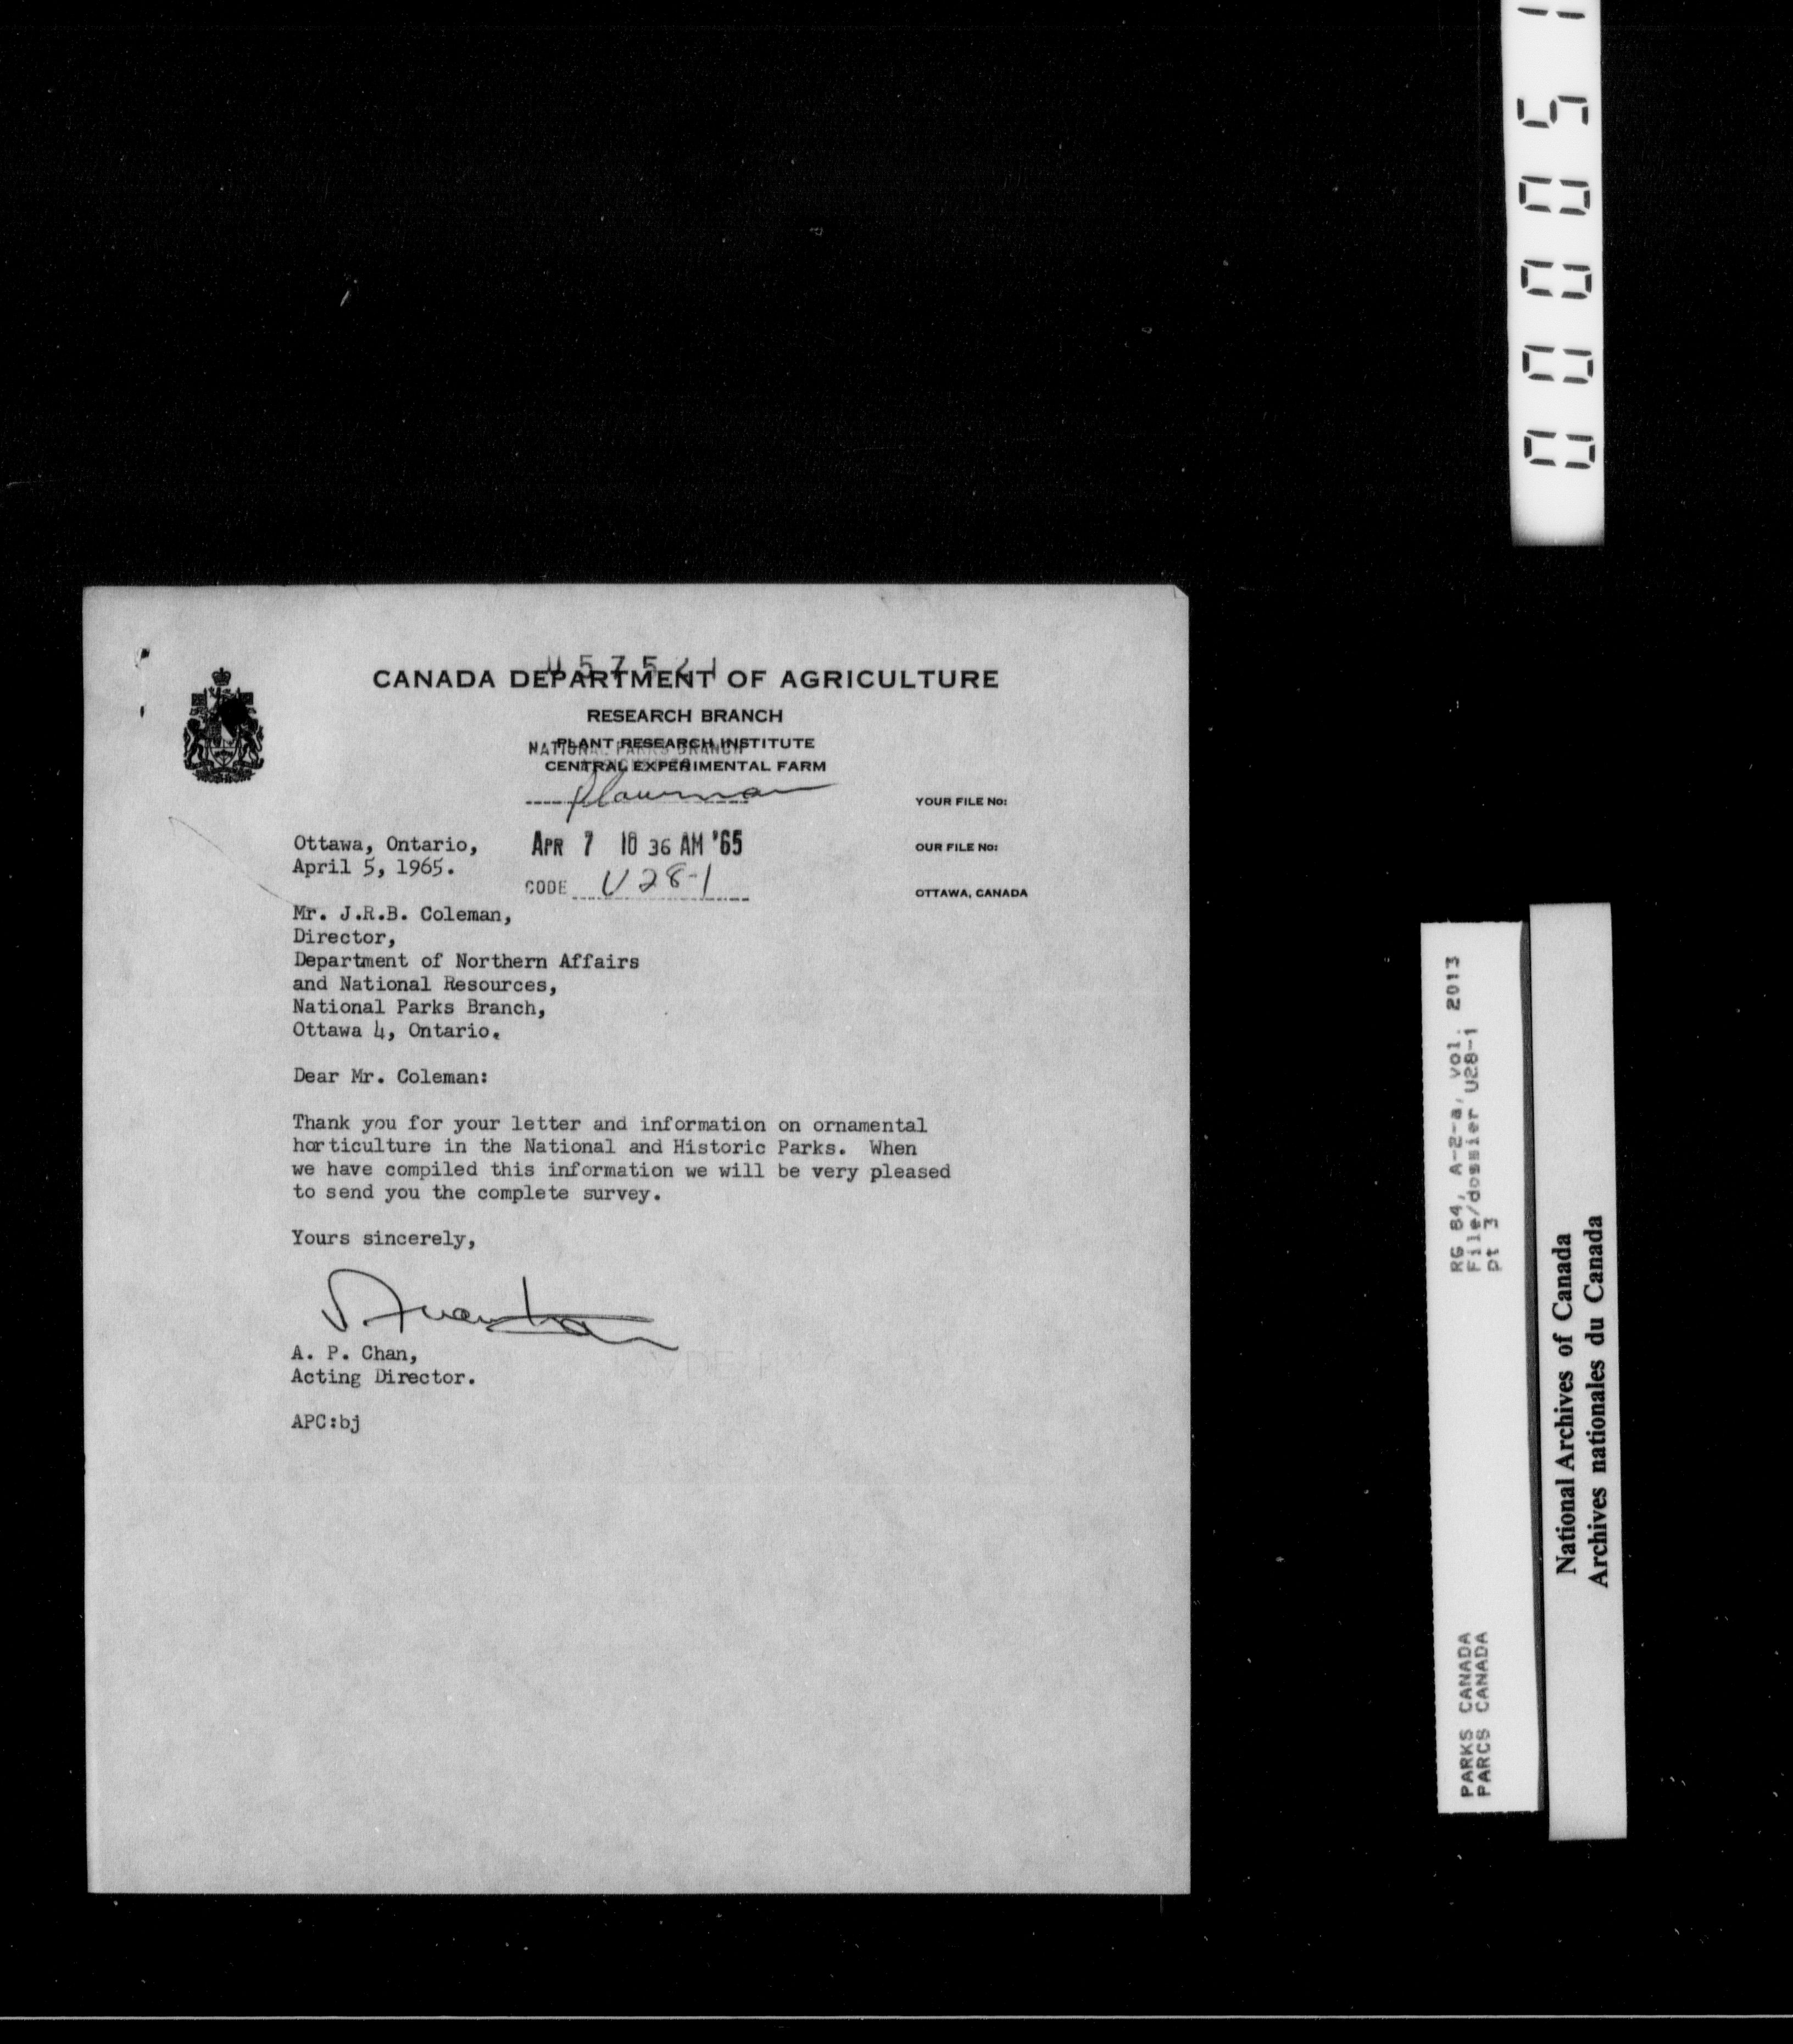 057521
CANADA DEPARTMENT OF AGRICULTURE
RESEARCH BRANCH
PLANT RESEARCH INSTITUTE
NATIONAL PARKS BRANCH
CENTRAL EXPERIMENTAL FARM
YOUR FILE No:
Ottawa, Ontario,
April 5, 1965.
APR 7 10 36 AM '65
OUR FILE No:
CODE U28-1
OTTAWA, CANADA
Mr. J.R.B. Coleman,
Director,
Department of Northern Affairs
and National Resources,
National Parks Branch,
Ottawa 4, Ontario.
Dear Mr. Coleman:
Thank you for your letter and information on ornamental
horticulture in the National and Historic Parks. When
we have compiled this information we will be very pleased
to send you the complete survey.
Yours sincerely,
A. P. Chan,
Acting Director.
APC:bj
RG 84, A-2-a, vol. 2013
File/dossier U28-1
pt 3
PARKS CANADA
PARCS CANADA
National Archives of Canada
Archives nationales du Canada